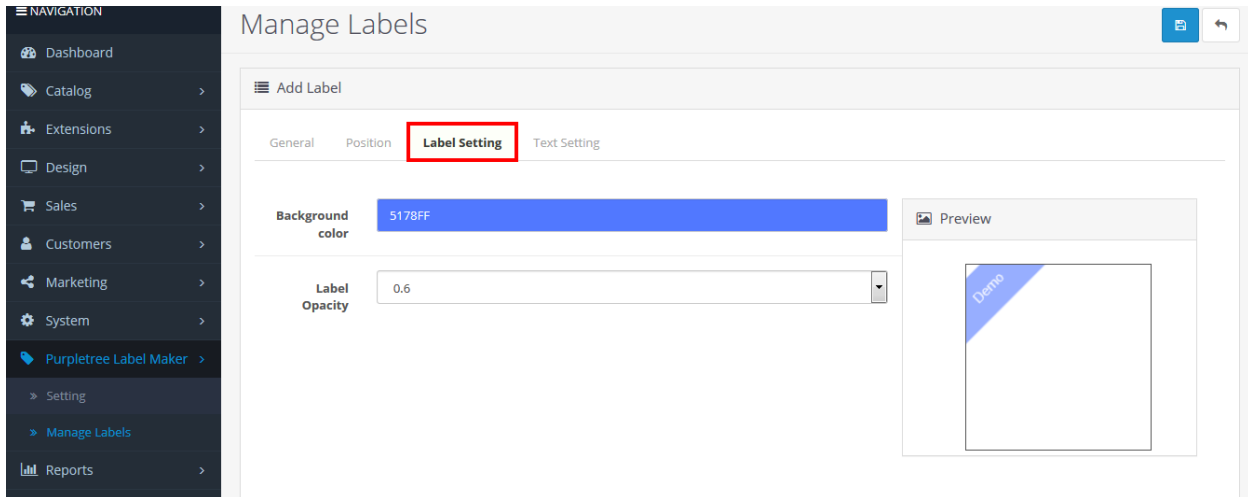 NAVIGATION
Dashboard
Catalog
Extensions
Design
Sales
Customers
Marketing
System
Purpletree Label Maker
Setting
Manage Labels
Reports
Manage Labels
Add Label
General Position Label Setting Text Setting
Background
color
5178FF
Label
Opacity
0.6
Preview
Demo